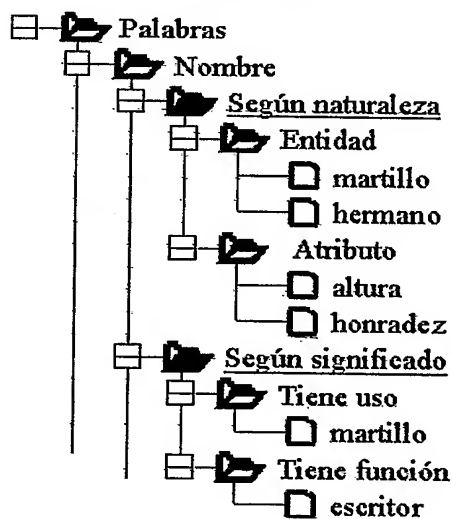 Palabras
Nombre
Según naturaleza
Entidad
martillo
hermano
Atributo
altura
honradez
Según significado
Tiene uso
martillo
Tiene función
escritor